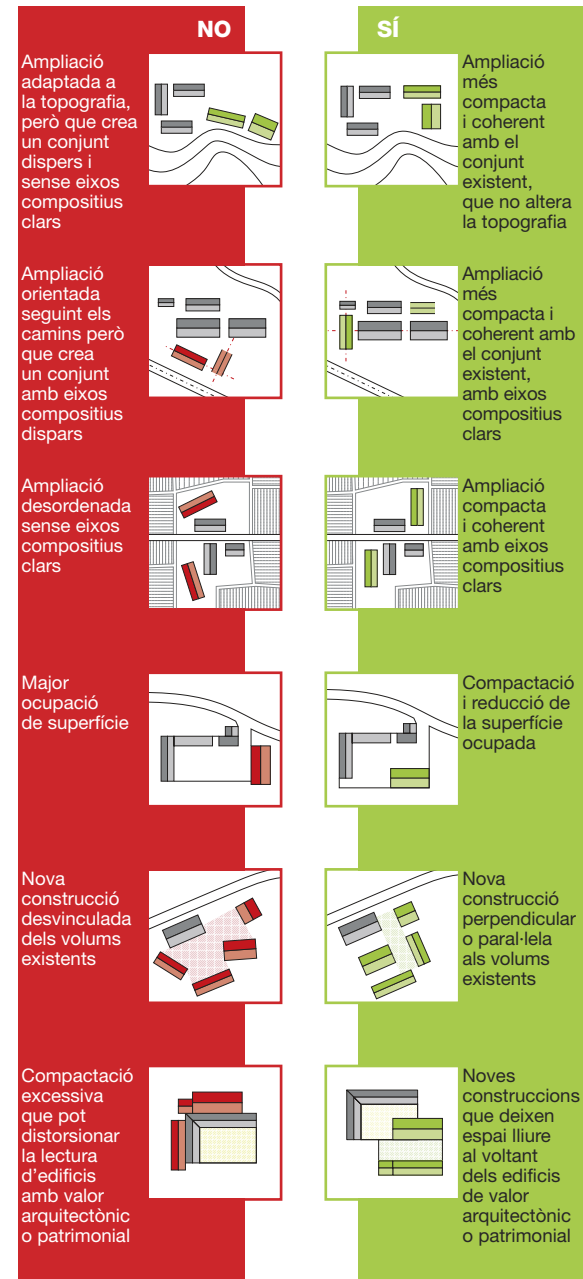 NO
SÍ
Ampliació
adaptada a
la topografia,
però que crea
un conjunt
dispers i
sense eixos
compositius
clars
Ampliació
més
compacta
i coherent
amb el
conjunt
existent,
que no altera
la topografia
Ampliació
orientada
seguint els
camins però
que crea
un conjunt
amb eixos
compositius
dispars
Ampliació
més
compacta i
coherent amb
el conjunt
existent,
amb eixos
compositius
clars
Ampliació
desordenada
sense eixos
compositius
clars
Ampliació
compacta
i coherent
amb eixos
compositius
clars
Major
ocupació
de superfície
Compactació
i reducció de
la superfície
ocupada
Nova
construcció
desvinculada
dels volums
existents
Nova
construcció
perpendicular
o paral·lela
als volums
existents
Compactació
excessiva
que pot
distorsionar
la lectura
d'edificis
amb valor
arquitectònic
o patrimonial
Noves
construccions
que deixen
espai lliure
al voltant
dels edificis
de valor
arquitectònic
o patrimonial